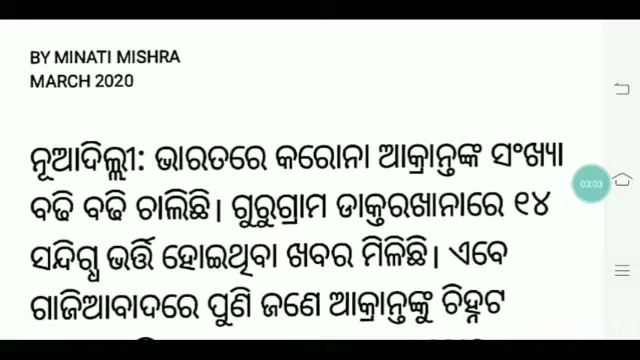 BY MINATI MISHRA
MARCH 2020
ନୂଆଦିଲ୍ଲୀ: ଭାରତରେ କରୋନା ଆକ୍ରାନ୍ତଙ୍କ ସଂଖ୍ୟା
ବଢି ବଢି ଚାଲିଛି। ଗୁରୁଗ୍ରାମ ଡାକ୍ତରଖାନାରେ ୧୪
ସନ୍ଦିଗ୍ଧ ଭର୍ତ୍ତି ହୋଇଥିବା ଖବର ମିଳିଛି। ଏବେ
ଗାଜିଆବାଦରେ ପୁଣି ଜଣେ ଆକ୍ରାନ୍ତଙ୍କୁ ଚିହ୍ନଟ
03:03